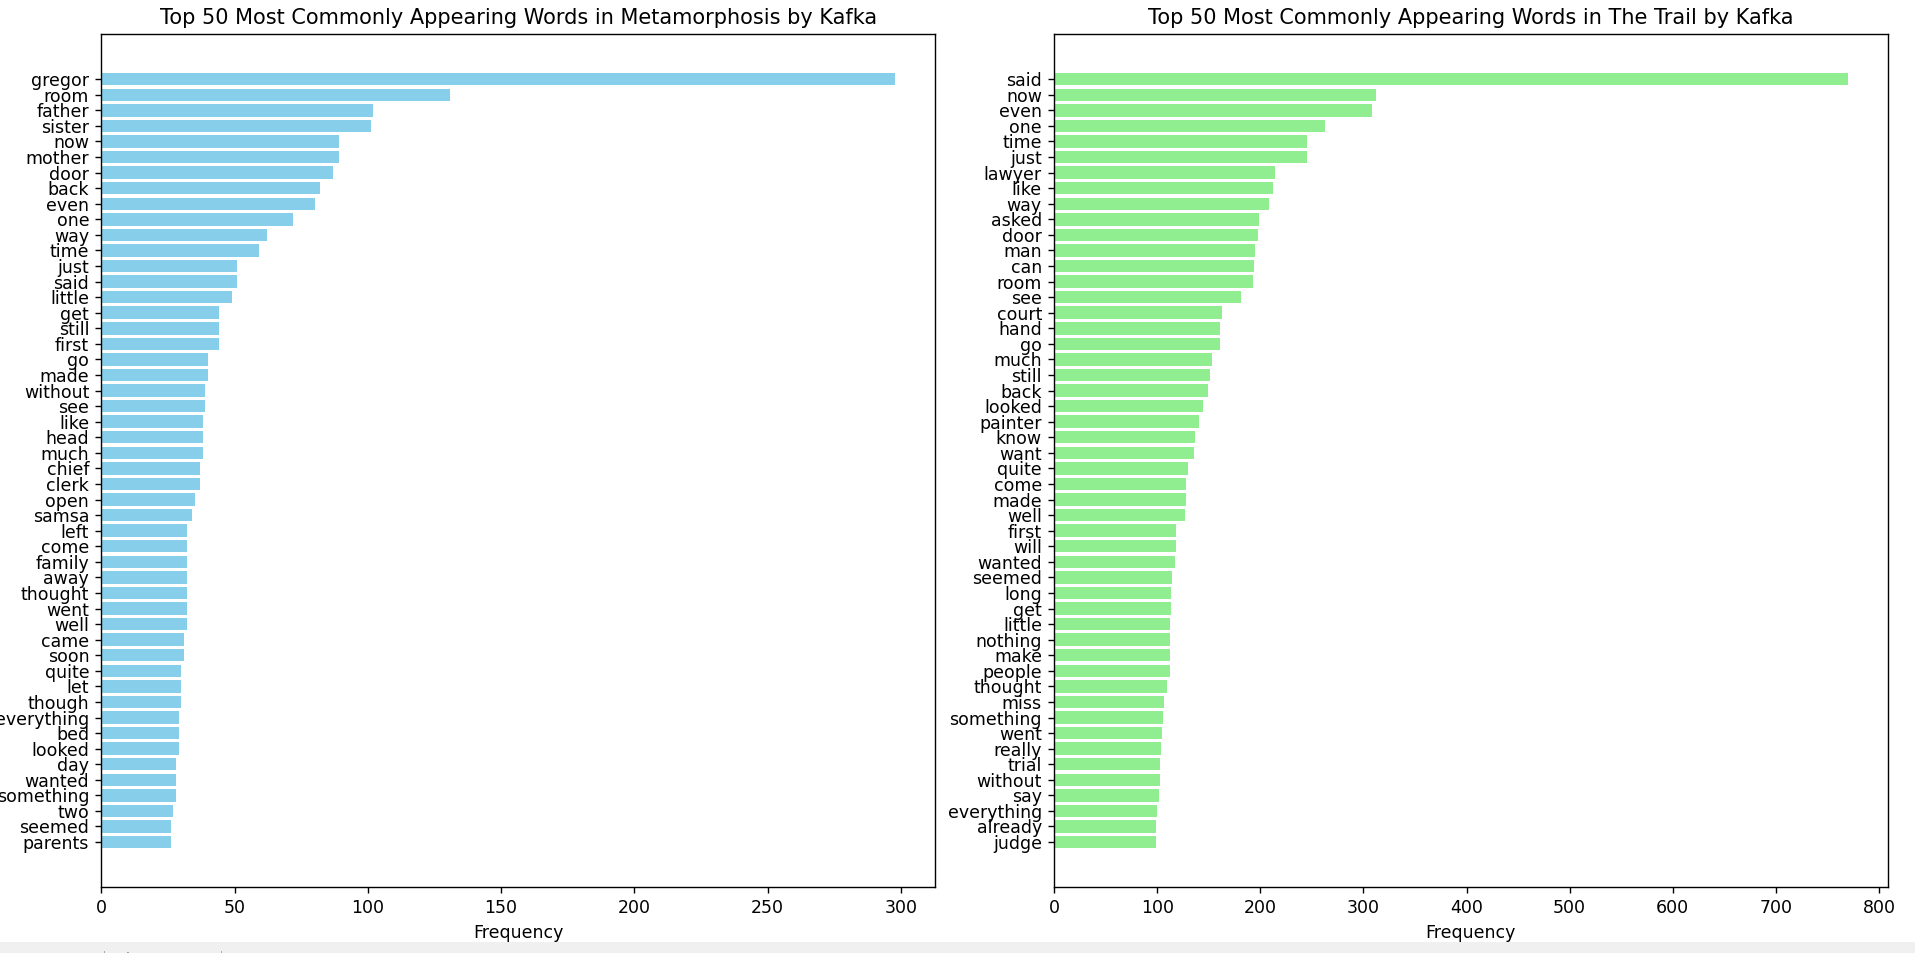 Top 50 Most Commonly Appearing Words in Metamorphosis by Kafka
gregor
room
father
sister
now
mother
door
back
even
one
way
time
just
said
little
get
still
first
go
made
without
see
like
head
much
chief
clerk
open
samsa
left
come
family
away
thought
went
well
came
soon
quite
let
though
everything
bed
looked
day
wanted
something
two
seemed
parents
0 50 100 150 200 250 300
Frequency
Top 50 Most Commonly Appearing Words in The Trail by Kafka
said
now
even
one
time
just
lawyer
like
way
asked
door
man
can
room
see
court
hand
go
much
still
back
looked
painter
know
want
quite
come
made
well
first
will
wanted
seemed
long
get
little
nothing
make
people
thought
miss
something
went
really
trial
without
say
everything
already
judge
0 100 200 300 400 500 600 700 800
Frequency